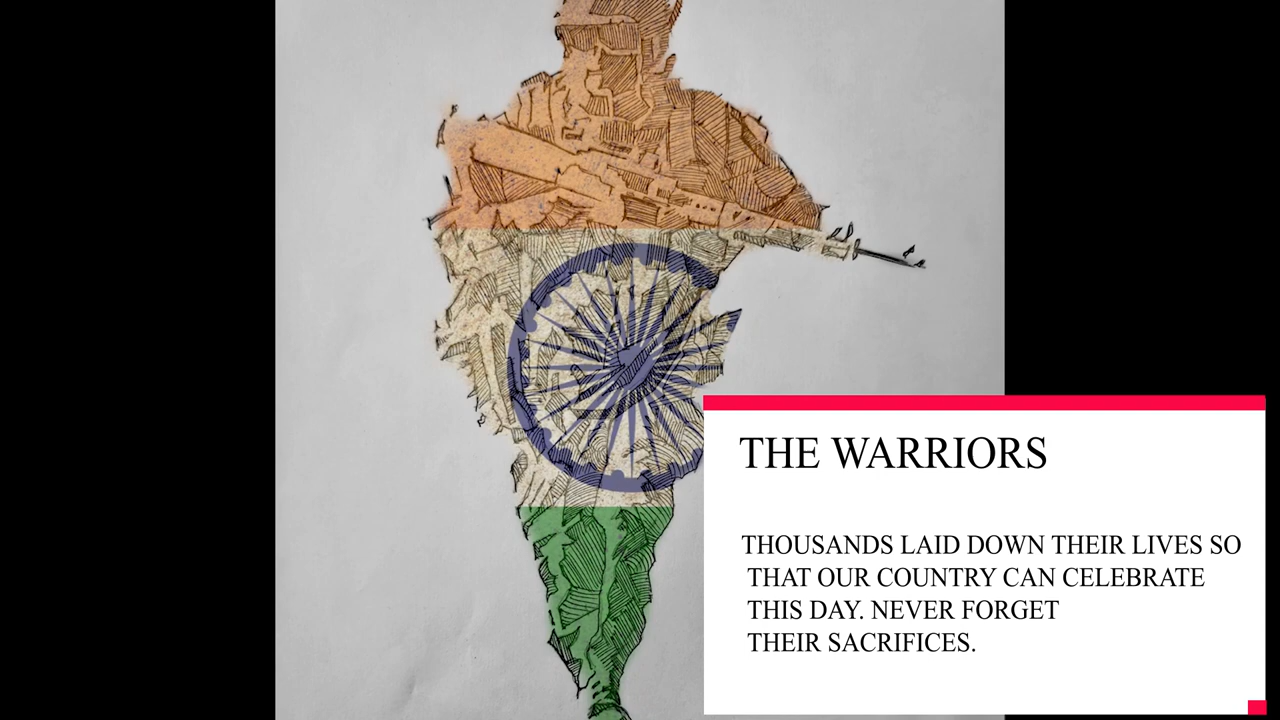 THE WARRIORS
THOUSANDS LAID DOWN THEIR LIVES SO
THAT OUR COUNTRY CAN CELEBRATE
THIS DAY. NEVER FORGET
THEIR SACRIFICES.